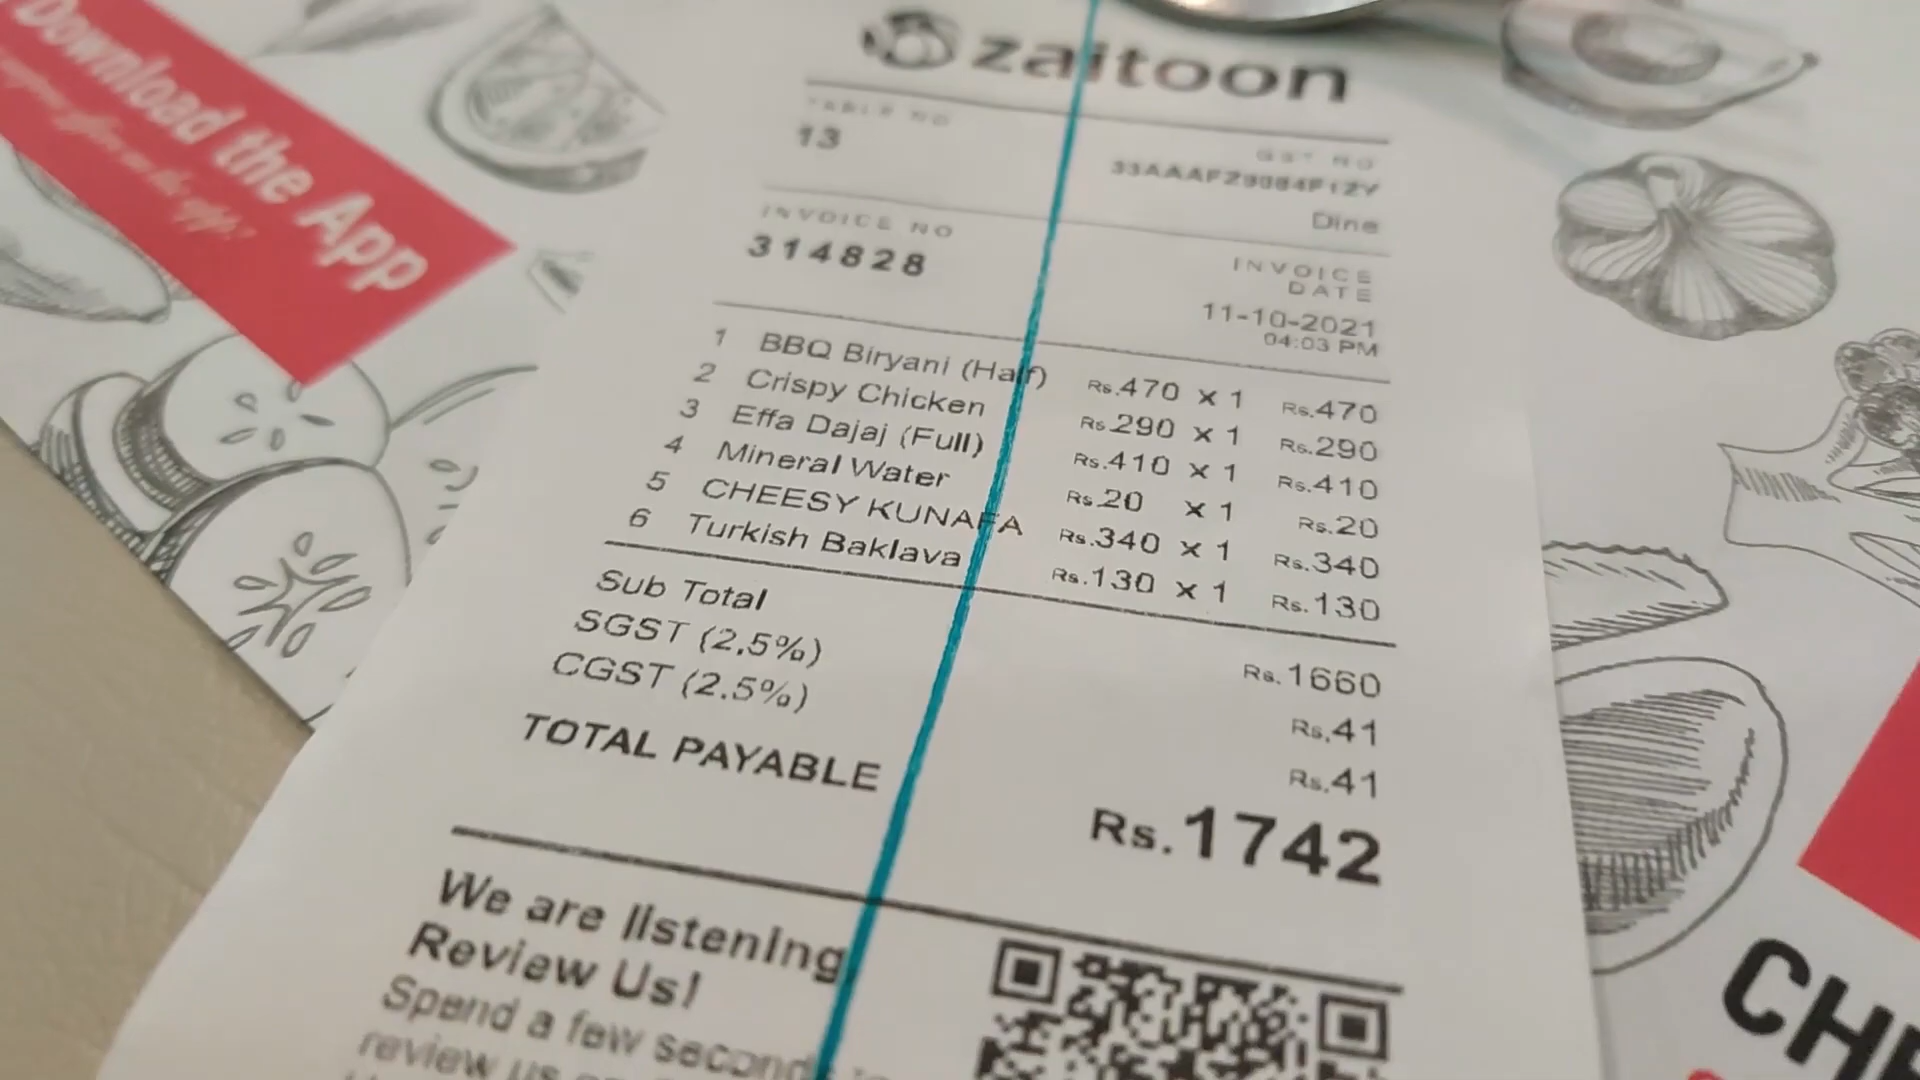 Download the App
zaitoon
TABLE NO
13
GST NO
Dine
INVOICE NO
314828
INVOICE
DATE
11-10-2021
04:03 PM
1 BBQ Biryani (Half) Rs.470 x 1 Rs.470
2 Crispy Chicken Rs.290 x 1 Rs.290
3 Effa Dajaj (Full) Rs.410 x 1 Rs.410
4 Mineral Water Rs.20 x 1 Rs.20
5 CHEESY KUNAFA Rs.340 x 1 Rs.340
6 Turkish Baklava Rs.130 x 1 Rs.130
Sub Total Rs.1660
SGST (2.5%) Rs.41
CGST (2.5%) Rs.41
TOTAL PAYABLE Rs.1742
We are listening
Review Us!
Spend a few seconds
review us
CH